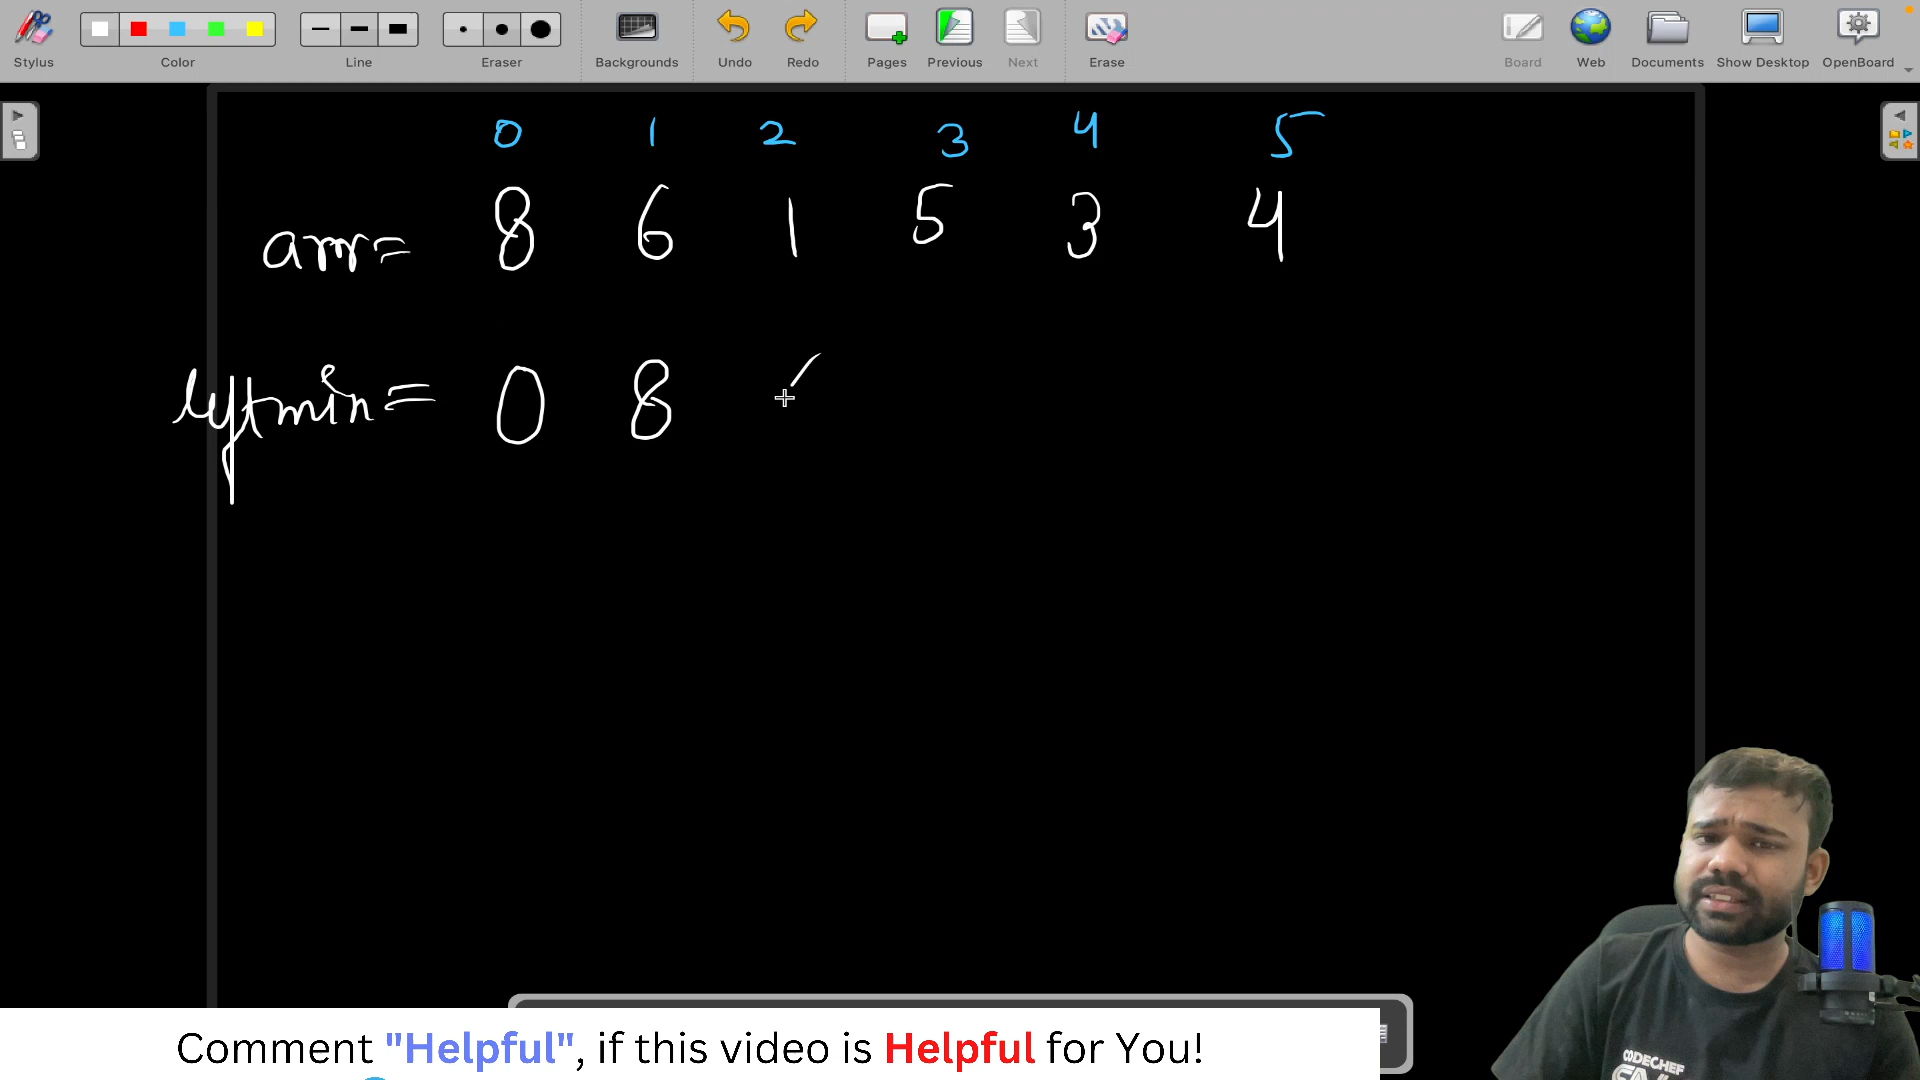 Stylus Color Line Eraser Backgrounds Undo Redo Pages Previous Next Erase Board Web Documents Show Desktop OpenBoard
0 1 2 3 4 5
arr= 8 6 1 5 3 4
leftmin= 0 8
Comment "Helpful", if this video is Helpful for You!
CODECHEF